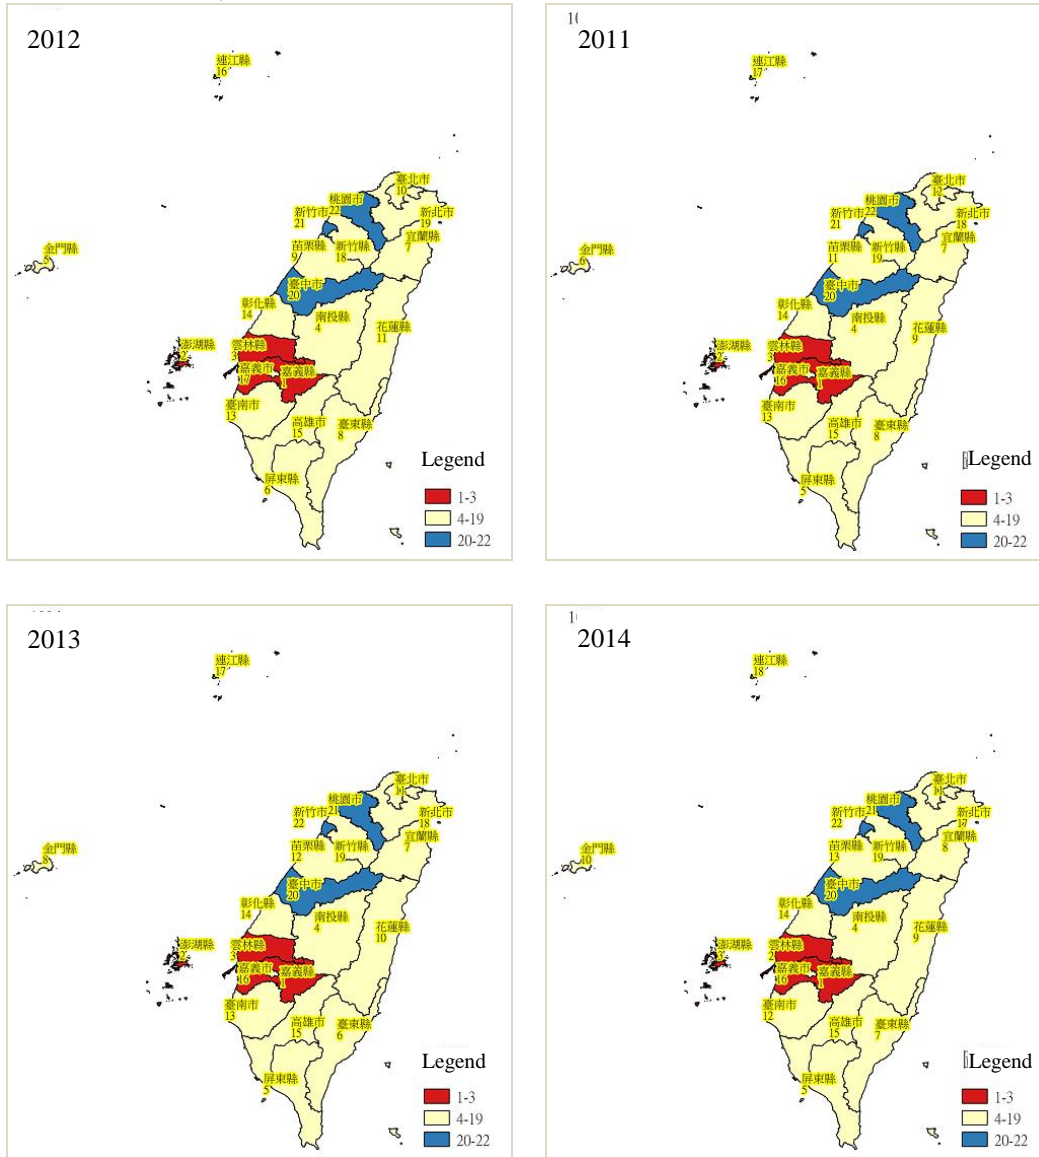 2012
連江縣
16
臺北市
10
桃園市
22
新竹市
21
新北市
19
宜蘭縣
7
苗栗縣
9
新竹縣
18
金門縣
5
臺中市
20
彰化縣
14
南投縣
4
花蓮縣
11
澎湖縣
2
雲林縣
3
嘉義市
17
嘉義縣
1
臺南市
13
高雄市
15
臺東縣
8
屏東縣
6
Legend
1-3
4-19
20-22
2011
連江縣
17
臺北市
12
桃園市
22
新竹市
21
新北市
18
宜蘭縣
7
苗栗縣
11
新竹縣
19
金門縣
6
臺中市
20
彰化縣
14
南投縣
4
花蓮縣
9
澎湖縣
2
雲林縣
3
嘉義市
16
嘉義縣
1
臺南市
13
高雄市
15
臺東縣
8
屏東縣
5
Legend
1-3
4-19
20-22
2013
連江縣
17
臺北市
11
桃園市
21
新竹市
22
新北市
18
宜蘭縣
7
苗栗縣
12
新竹縣
19
金門縣
8
臺中市
20
彰化縣
14
南投縣
4
花蓮縣
10
澎湖縣
2
雲林縣
3
嘉義市
16
嘉義縣
1
臺南市
13
高雄市
15
臺東縣
6
屏東縣
5
Legend
1-3
4-19
20-22
2014
連江縣
18
臺北市
11
桃園市
21
新竹市
22
新北市
17
宜蘭縣
8
苗栗縣
13
新竹縣
19
金門縣
10
臺中市
20
彰化縣
14
南投縣
4
花蓮縣
9
澎湖縣
3
雲林縣
2
嘉義市
16
嘉義縣
1
臺南市
12
高雄市
15
臺東縣
7
屏東縣
5
Legend
1-3
4-19
20-22